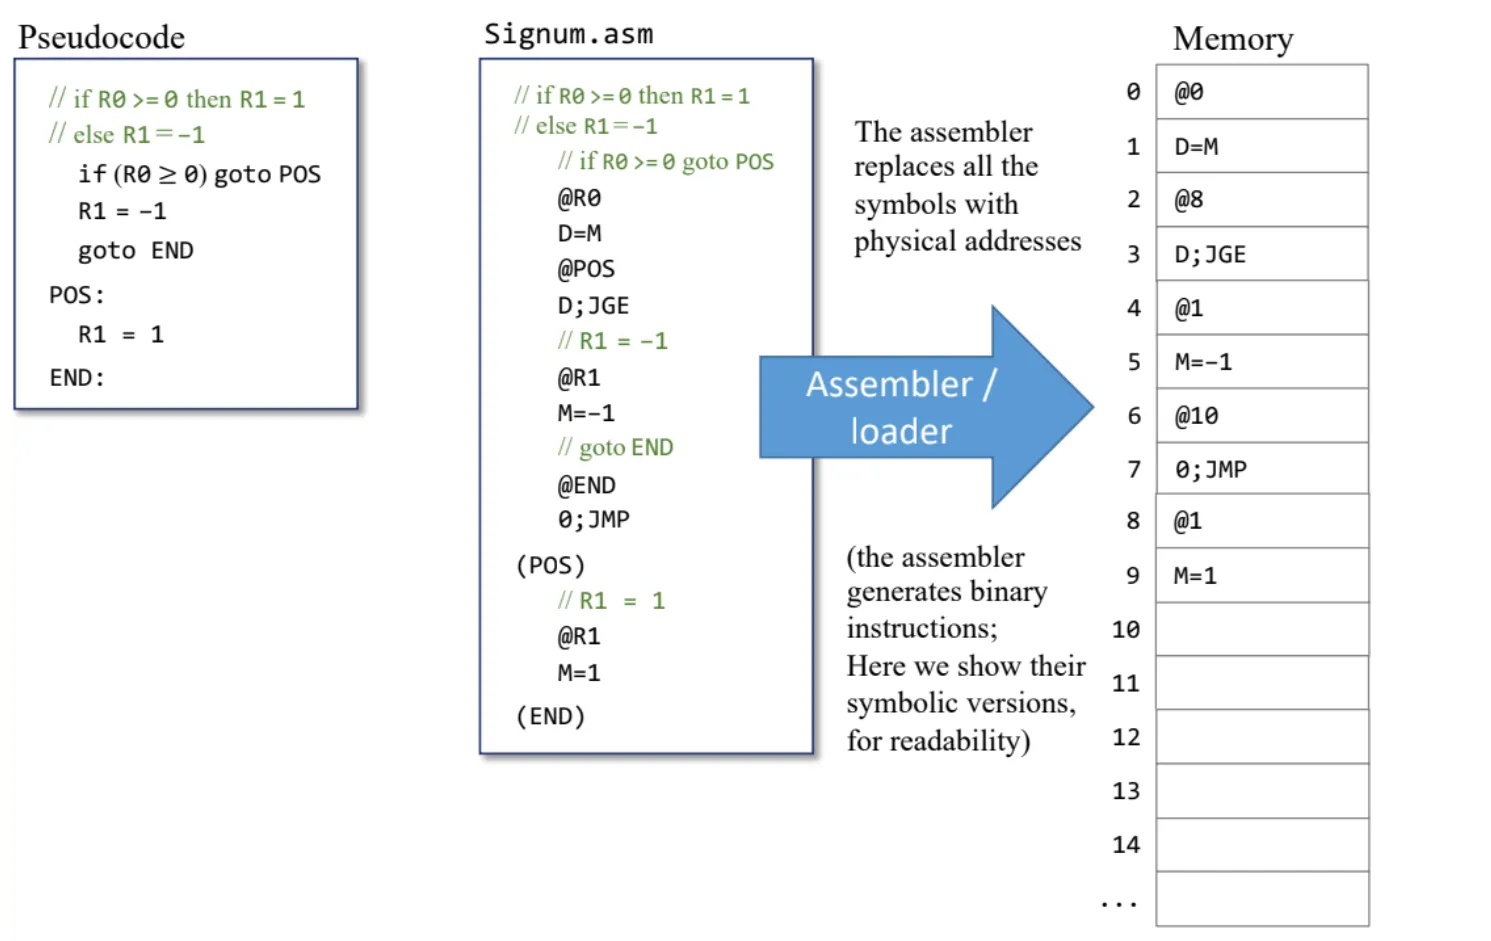 Pseudocode
// if R0 >= 0 then R1 = 1
// else R1 = -1
if (R0 ≥ 0) goto POS
R1 = -1
goto END
POS:
R1 = 1
END:
Signum.asm
// if R0 >= 0 then R1 = 1
// else R1 = -1
// if R0 >= 0 goto POS
@R0
D=M
@POS
D;JGE
// R1 = -1
@R1
M=-1
// goto END
@END
0;JMP
(POS)
// R1 = 1
@R1
M=1
(END)
The assembler
replaces all the
symbols with
physical addresses
Assembler /
loader
(the assembler
generates binary
instructions;
Here we show their
symbolic versions,
for readability)
Memory
0 @0
1 D=M
2 @8
3 D;JGE
4 @1
5 M=-1
6 @10
7 0;JMP
8 @1
9 M=1
10
11
12
13
14
...